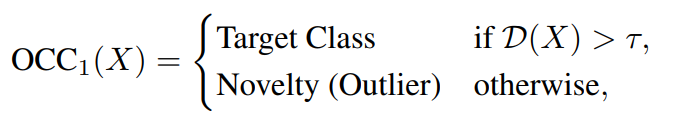 OCC₁(X) = { Target Class if 𝒟(X) > τ,
Novelty (Outlier) otherwise,